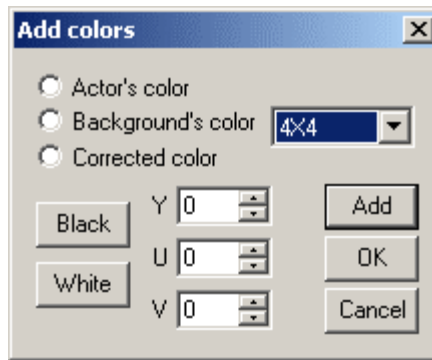 Add colors
Actor's color
Background's color 4X4
Corrected color
Black Y 0 Add
U 0 OK
White
V 0 Cancel